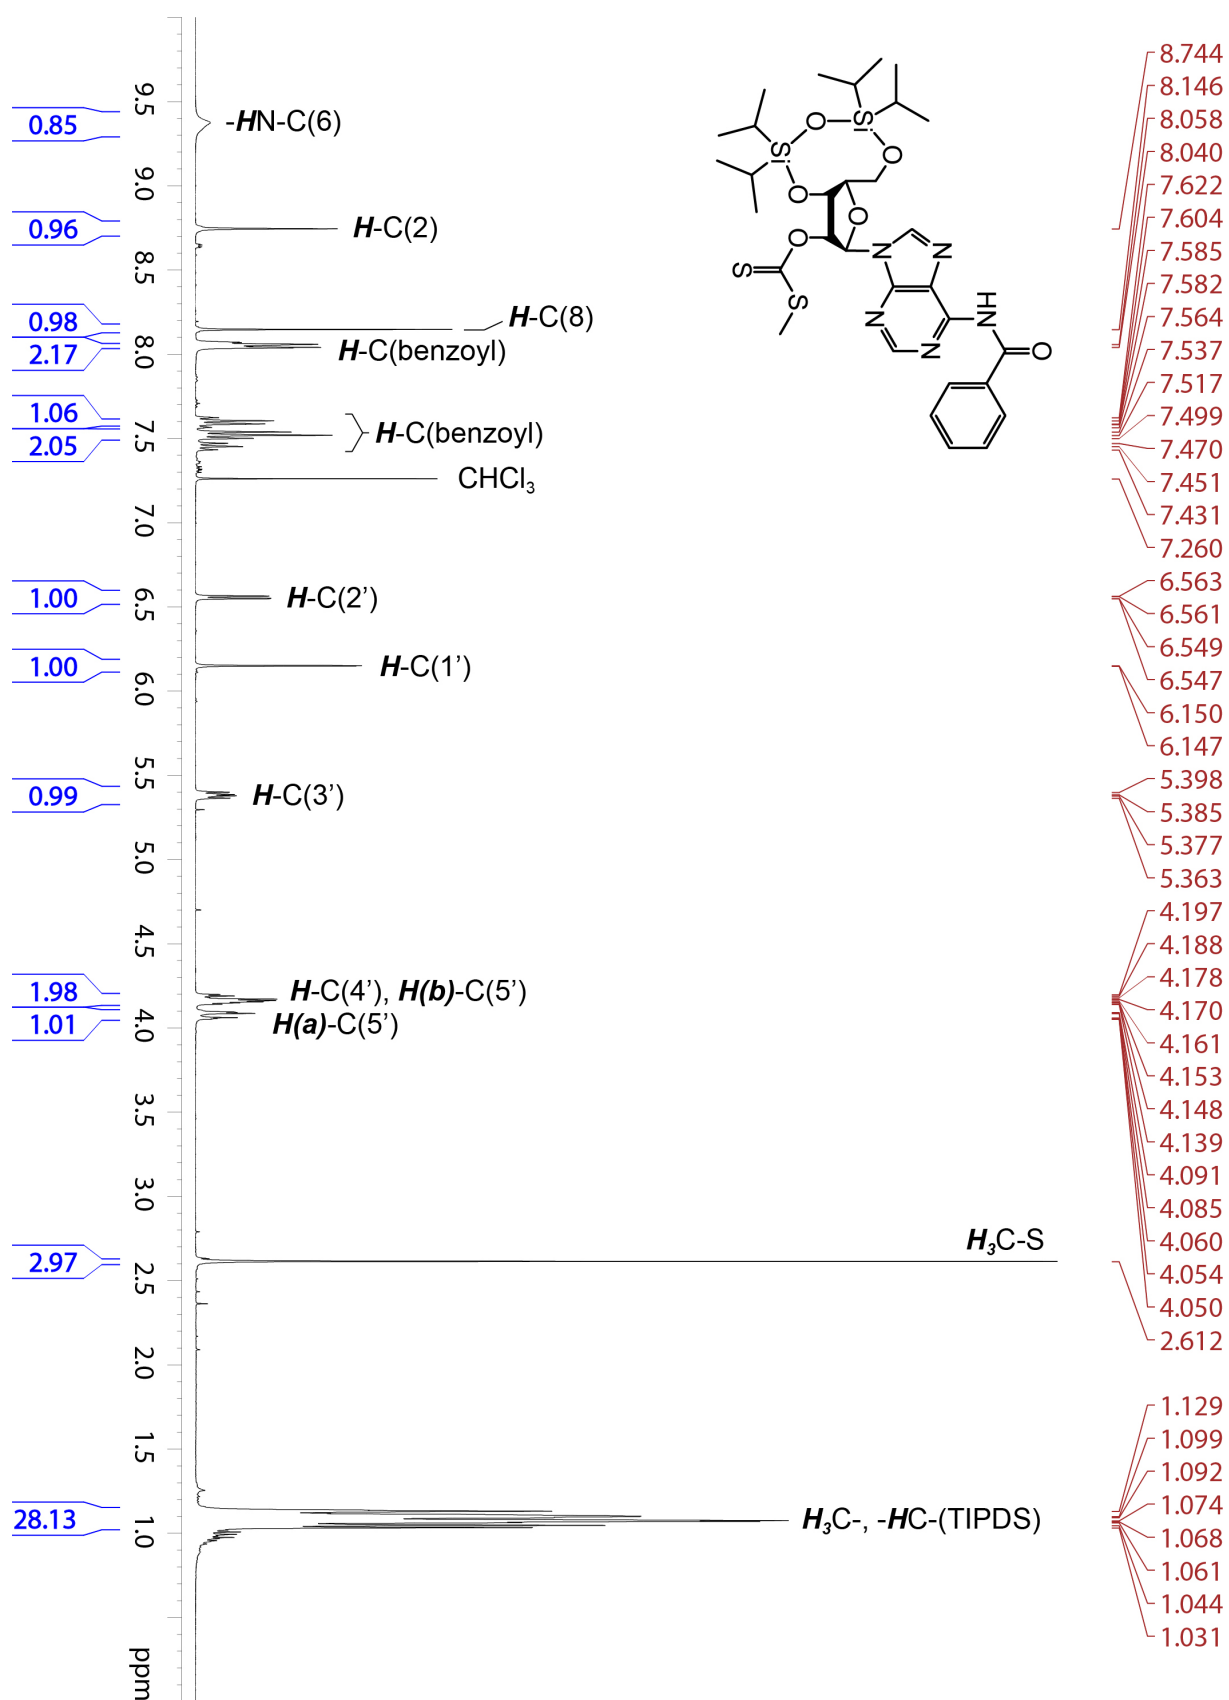 9.5
9.0
8.5
8.0
7.5
7.0
6.5
6.0
5.5
5.0
4.5
4.0
3.5
3.0
2.5
2.0
1.5
1.0
ppm
0.85
0.96
0.98
2.17
1.06
2.05
1.00
1.00
0.99
1.98
1.01
2.97
28.13
-HN-C(6)
H-C(2)
H-C(8)
H-C(benzoyl)
H-C(benzoyl)
CHCl₃
H-C(2’)
H-C(1’)
H-C(3’)
H-C(4’), H(b)-C(5’)
H(a)-C(5’)
H₃C-S
H₃C-, -HC-(TIPDS)
O
Si
Si
O
O
O
O
S
S
N
N
N
N
H
N
O
8.744
8.146
8.058
8.040
7.622
7.604
7.585
7.582
7.564
7.537
7.517
7.499
7.470
7.451
7.431
7.260
6.563
6.561
6.549
6.547
6.150
6.147
5.398
5.385
5.377
5.363
4.197
4.188
4.178
4.170
4.161
4.153
4.148
4.139
4.091
4.085
4.060
4.054
4.050
2.612
1.129
1.099
1.092
1.074
1.068
1.061
1.044
1.031